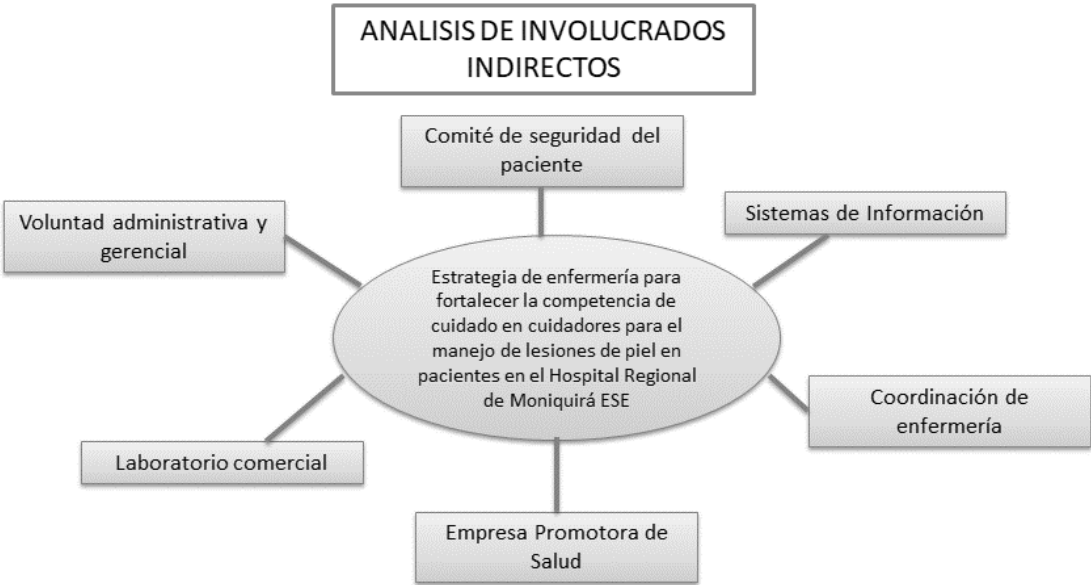 ANALISIS DE INVOLUCRADOS
INDIRECTOS
Comité de seguridad del
paciente
Voluntad administrativa y
gerencial
Sistemas de Información
Estrategia de enfermería para
fortalecer la competencia de
cuidado en cuidadores para el
manejo de lesiones de piel en
pacientes en el Hospital Regional
de Moniquirá ESE
Coordinación de
enfermería
Laboratorio comercial
Empresa Promotora de
Salud